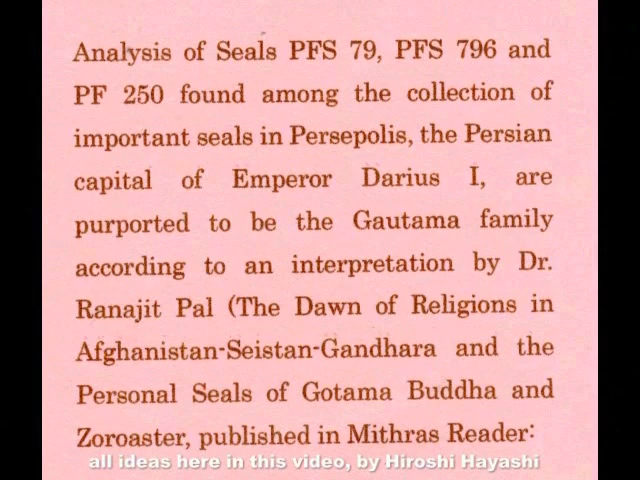 Analysis of Seals PFS 79, PFS 796 and
PF 250 found among the collection of
important seals in Persepolis, the Persian
capital of Emperor Darius I, are
purported to be the Gautama family
according to an interpretation by Dr.
Ranajit Pal (The Dawn of Religions in
Afghanistan-Seistan-Gandhara and the
Personal Seals of Gotama Buddha and
Zoroaster, published in Mithras Reader:
all ideas here in this video, by Hiroshi Hayashi